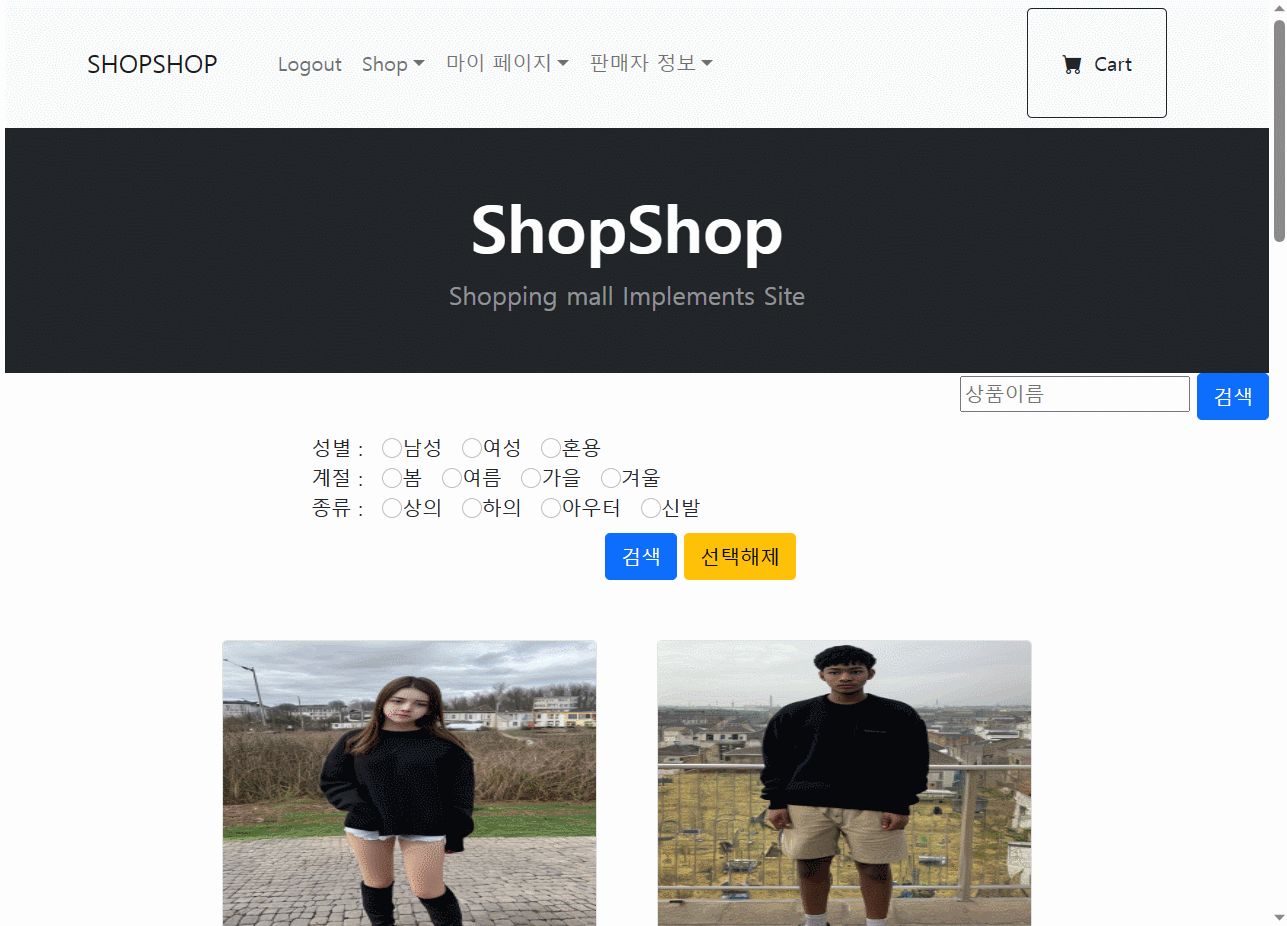 SHOPSHOP Logout Shop 마이 페이지 판매자 정보 Cart
ShopShop
Shopping mall Implements Site
상품이름 검색
성별 : 남성 여성 혼용
계절 : 봄 여름 가을 겨울
종류 : 상의 하의 아우터 신발
검색 선택해제